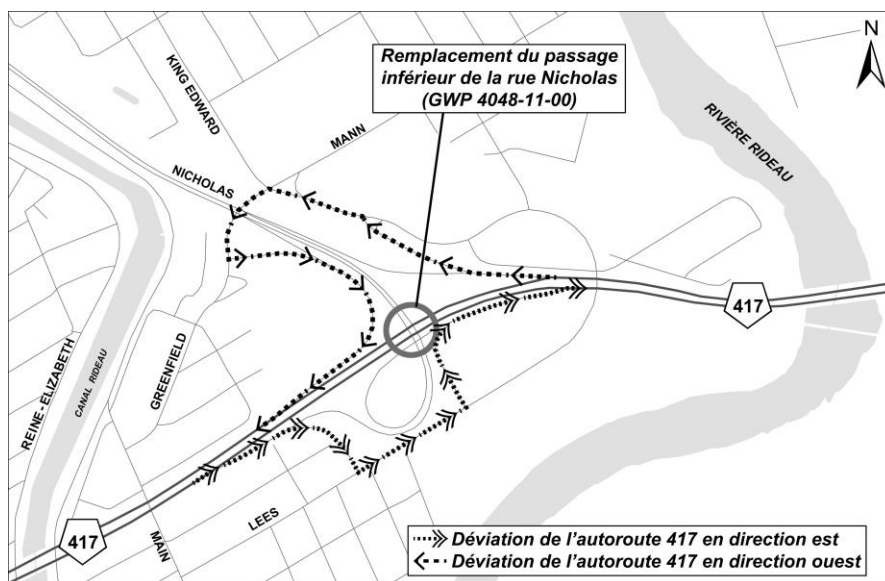 Remplacement du passage
inférieur de la rue Nicholas
(GWP 4048-11-00)
N
KING EDWARD
MANN
NICHOLAS
RIVIÈRE RIDEAU
417
GREENFIELD
REINE-ELIZABETH
CANAL RIDEAU
LEES
MAIN
417
Déviation de l'autoroute 417 en direction est
Déviation de l'autoroute 417 en direction ouest